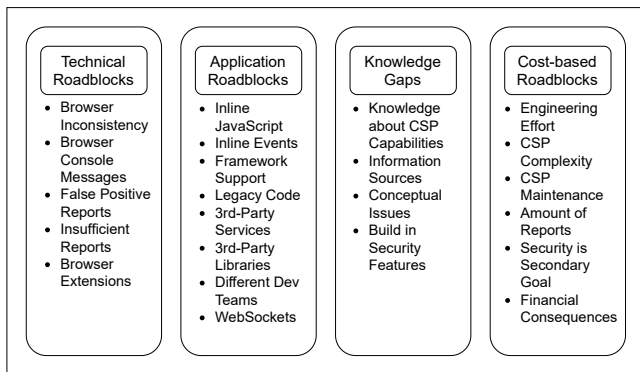 Technical
Roadblocks
• Browser
Inconsistency
• Browser
Console
Messages
• False Positive
Reports
• Insufficient
Reports
• Browser
Extensions
Application
Roadblocks
• Inline
JavaScript
• Inline Events
• Framework
Support
• Legacy Code
• 3rd-Party
Services
• 3rd-Party
Libraries
• Different Dev
Teams
• WebSockets
Knowledge
Gaps
• Knowledge
about CSP
Capabilities
• Information
Sources
• Conceptual
Issues
• Build in
Security
Features
Cost-based
Roadblocks
• Engineering
Effort
• CSP
Complexity
• CSP
Maintenance
• Amount of
Reports
• Security is
Secondary
Goal
• Financial
Consequences